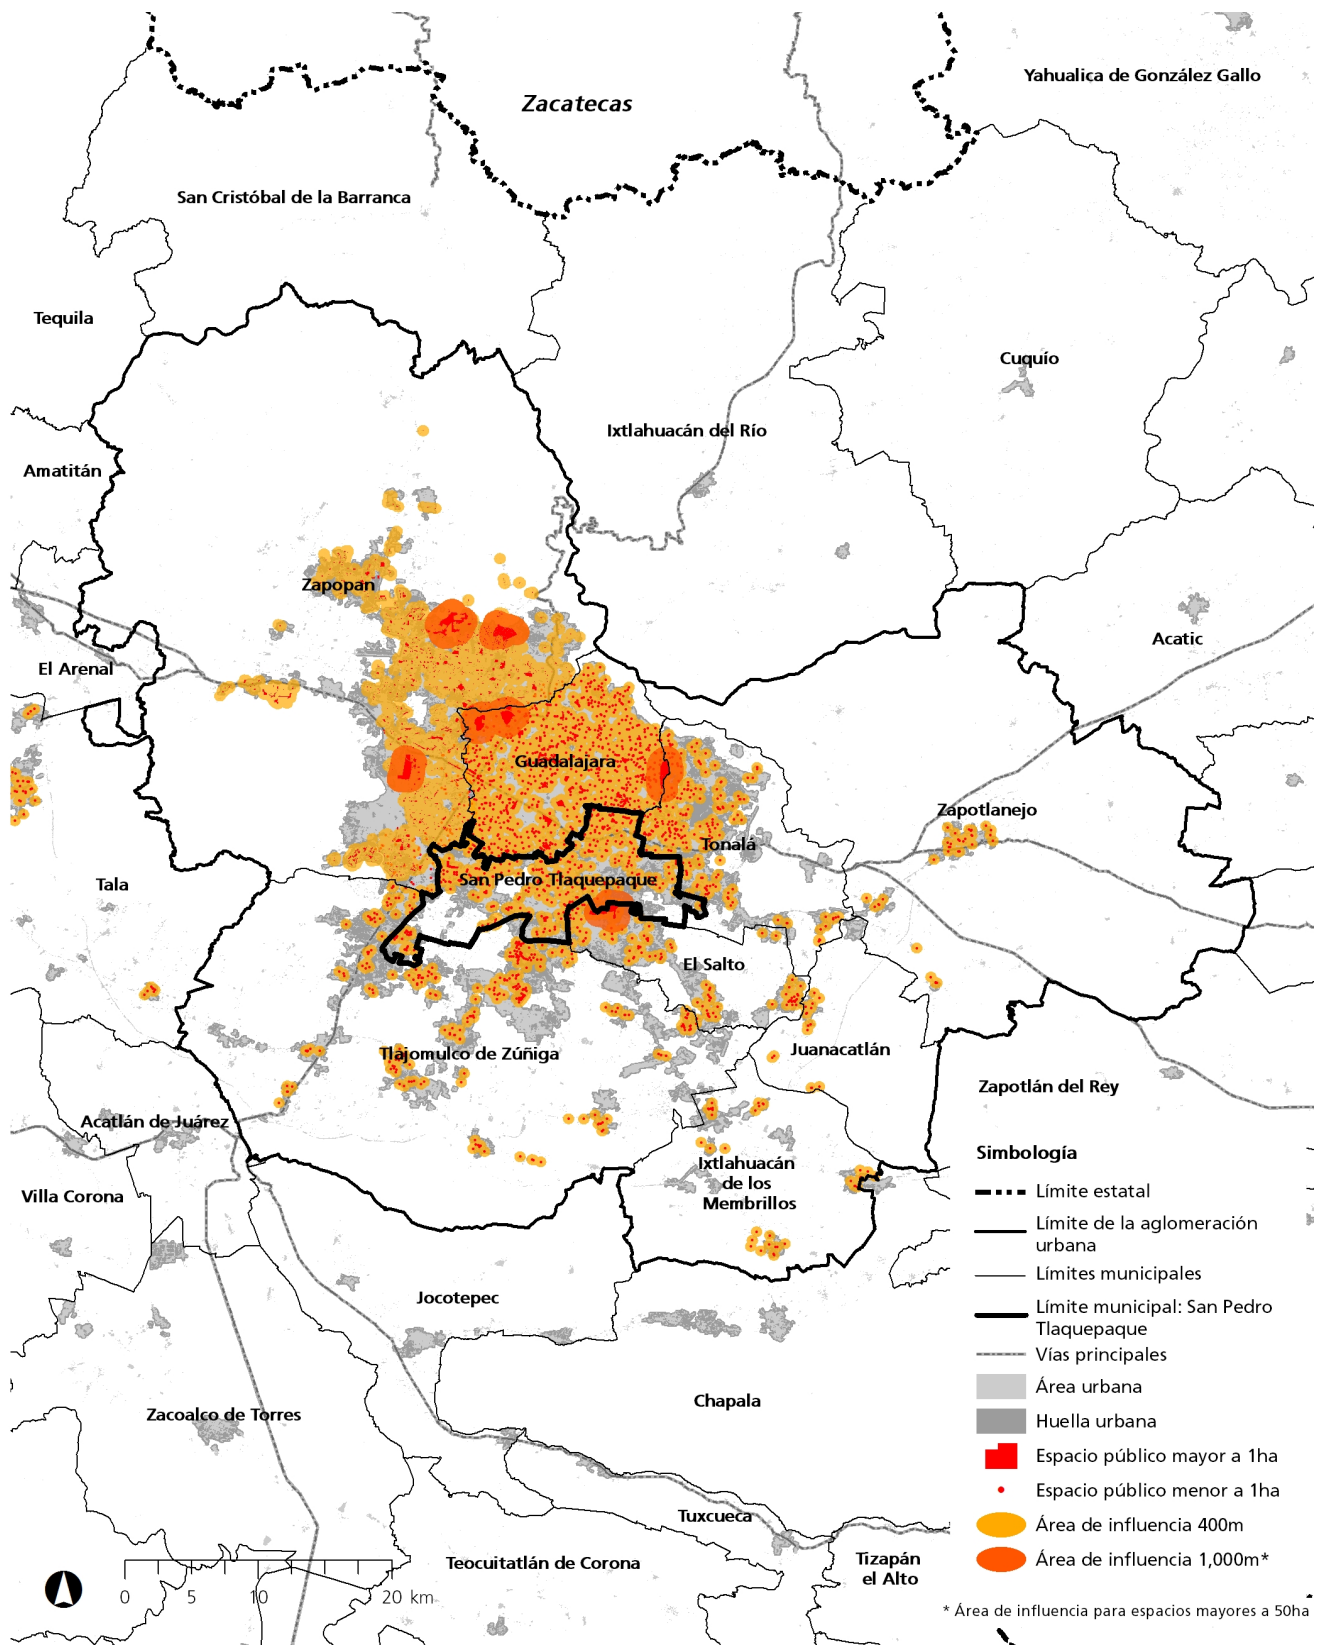 Yahualica de González Gallo
Zacatecas
San Cristóbal de la Barranca
Tequila
Cuquío
Ixtlahuacán del Río
Amatitán
Zapopan
Acatic
El Arenal
Guadalajara
Zapotlanejo
Tonalá
San Pedro Tlaquepaque
Tala
El Salto
Juanacatlán
Tlajomulco de Zúñiga
Zapotlán del Rey
Acatlán de Juárez
Ixtlahuacán
de los
Membrillos
Villa Corona
Jocotepec
Chapala
Zacoalco de Torres
Tuxcueca
Teocuitatlán de Corona
Tizapán
el Alto
Simbología
Límite estatal
Límite de la aglomeración
urbana
Límites municipales
Límite municipal: San Pedro
Tlaquepaque
Vías principales
Área urbana
Huella urbana
Espacio público mayor a 1ha
Espacio público menor a 1ha
Área de influencia 400m
Área de influencia 1,000m*
0 5 10 20 km
* Área de influencia para espacios mayores a 50ha